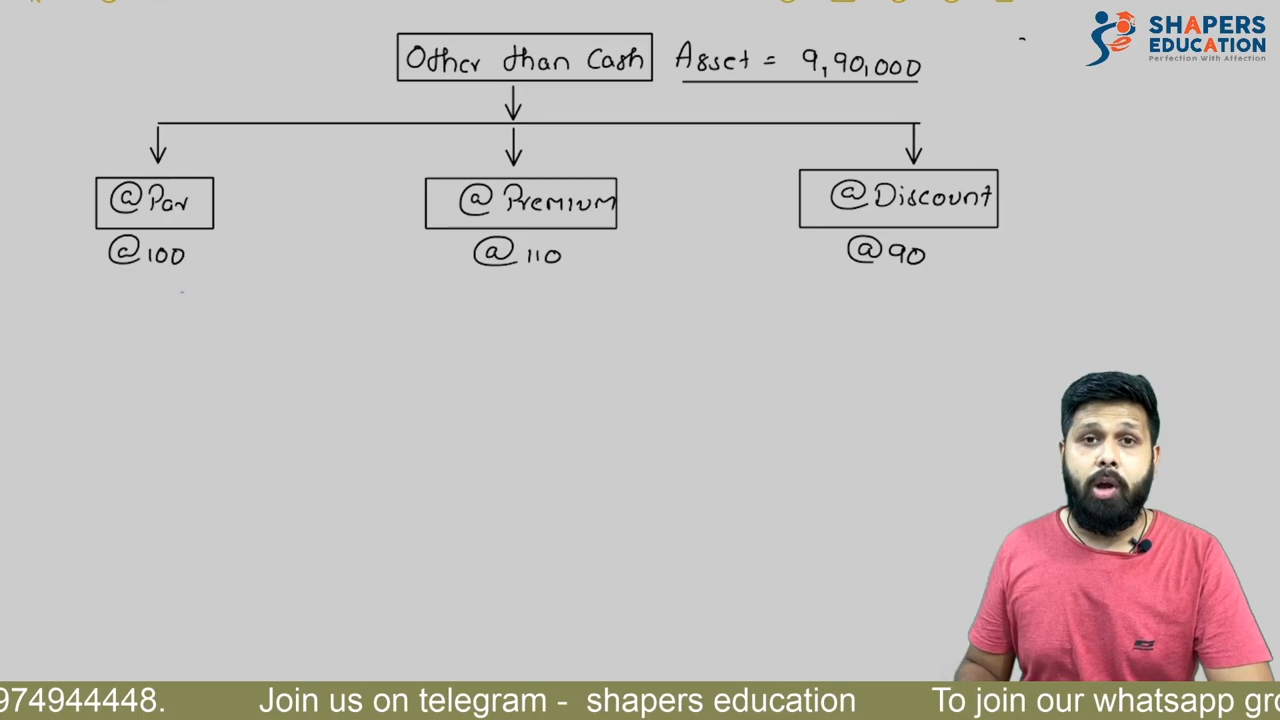 SHAPERS
EDUCATION
Perfection With Affection
Other than Cash
Asset = 9,90,000
@ Par
@ Premium
@ Discount
@ 100
@ 110
@ 90
974944448.
Join us on telegram - shapers education
To join our whatsapp gro